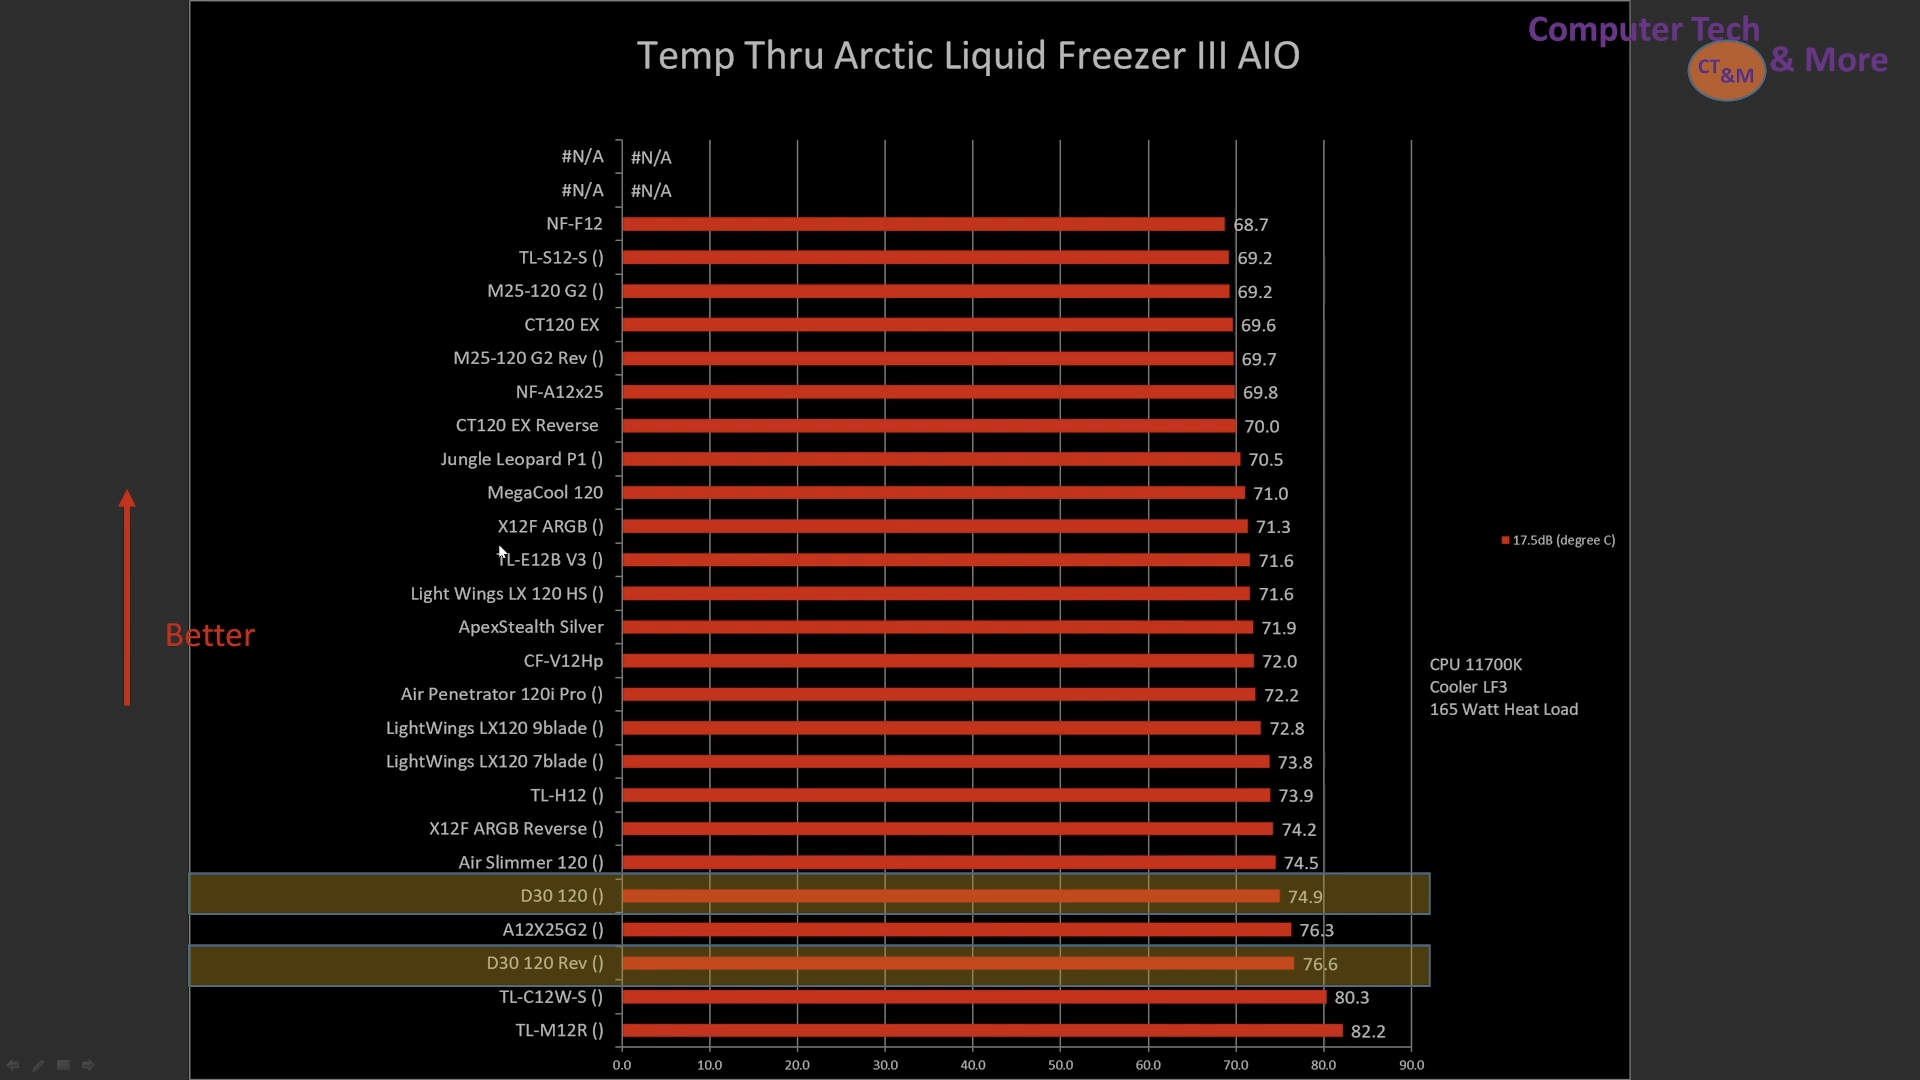 Computer Tech
& More
CT
&M
Temp Thru Arctic Liquid Freezer III AIO
#N/A #N/A
#N/A #N/A
NF-F12 68.7
TL-S12-S () 69.2
M25-120 G2 () 69.2
CT120 EX 69.6
M25-120 G2 Rev () 69.7
NF-A12x25 69.8
CT120 EX Reverse 70.0
Jungle Leopard P1 () 70.5
MegaCool 120 71.0
X12F ARGB () 71.3
TL-E12B V3 () 71.6
Light Wings LX 120 HS () 71.6
ApexStealth Silver 71.9
CF-V12Hp 72.0
Air Penetrator 120i Pro () 72.2
LightWings LX120 9blade () 72.8
LightWings LX120 7blade () 73.8
TL-H12 () 73.9
X12F ARGB Reverse () 74.2
Air Slimmer 120 () 74.5
D30 120 () 74.9
A12X25G2 () 76.3
D30 120 Rev () 76.6
TL-C12W-S () 80.3
TL-M12R () 82.2
0.0 10.0 20.0 30.0 40.0 50.0 60.0 70.0 80.0 90.0
Better
17.5dB (degree C)
CPU 11700K
Cooler LF3
165 Watt Heat Load